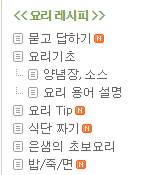 << 요리 레시피 >>
묻고 답하기 N
요리기초
양념장, 소스
요리 용어 설명
요리 Tip N
식단 짜기 N
은샘의 초보요리
밥/죽/면 N